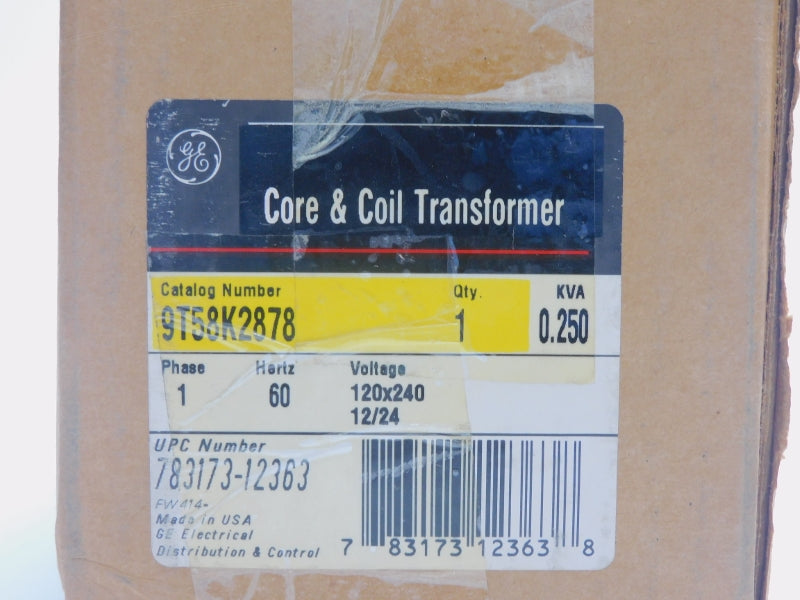 GE
Core & Coil Transformer
Catalog Number Qty. KVA
9T58K2878 1 0.250
Phase Hertz Voltage
1 60 120x240
12/24
UPC Number
783173-12363
PW414-
Made in USA
GE Electrical
Distribution & Control
7 83173 12363 8